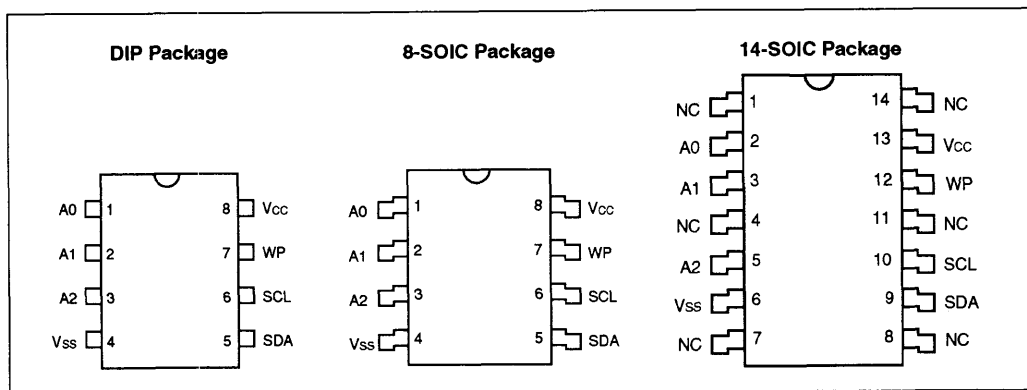 DIP Package
A0 1 8 Vcc
A1 2 7 WP
A2 3 6 SCL
Vss 4 5 SDA
8-SOIC Package
A0 1 8 Vcc
A1 2 7 WP
A2 3 6 SCL
Vss 4 5 SDA
14-SOIC Package
NC 1 14 NC
A0 2 13 Vcc
A1 3 12 WP
NC 4 11 NC
A2 5 10 SCL
Vss 6 9 SDA
NC 7 8 NC